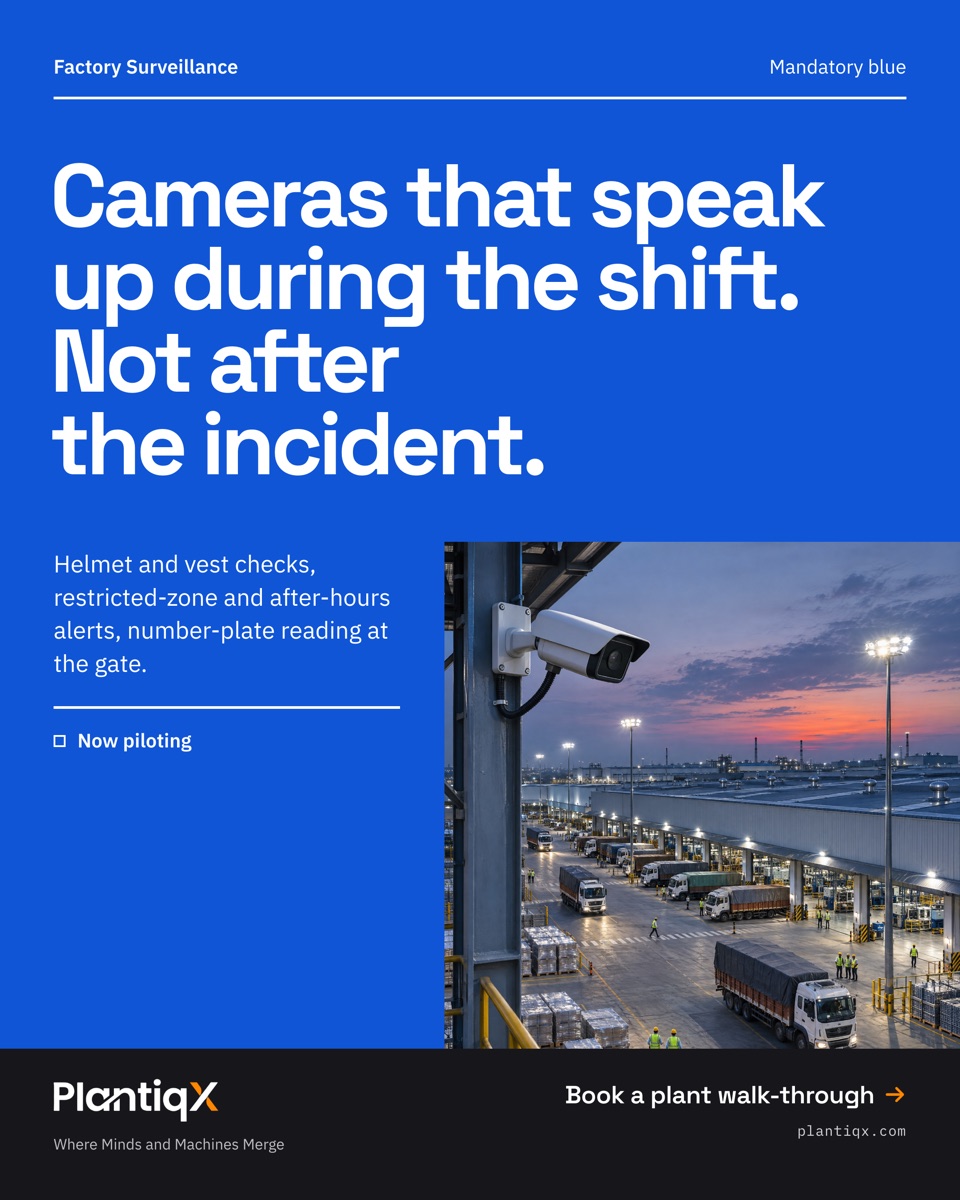 Factory Surveillance
Mandatory blue
Cameras that speak
up during the shift.
Not after
the incident.
Helmet and vest checks,
restricted-zone and after-hours
alerts, number-plate reading at
the gate.
Now piloting
PlantiqX
Where Minds and Machines Merge
Book a plant walk-through →
plantiqx.com